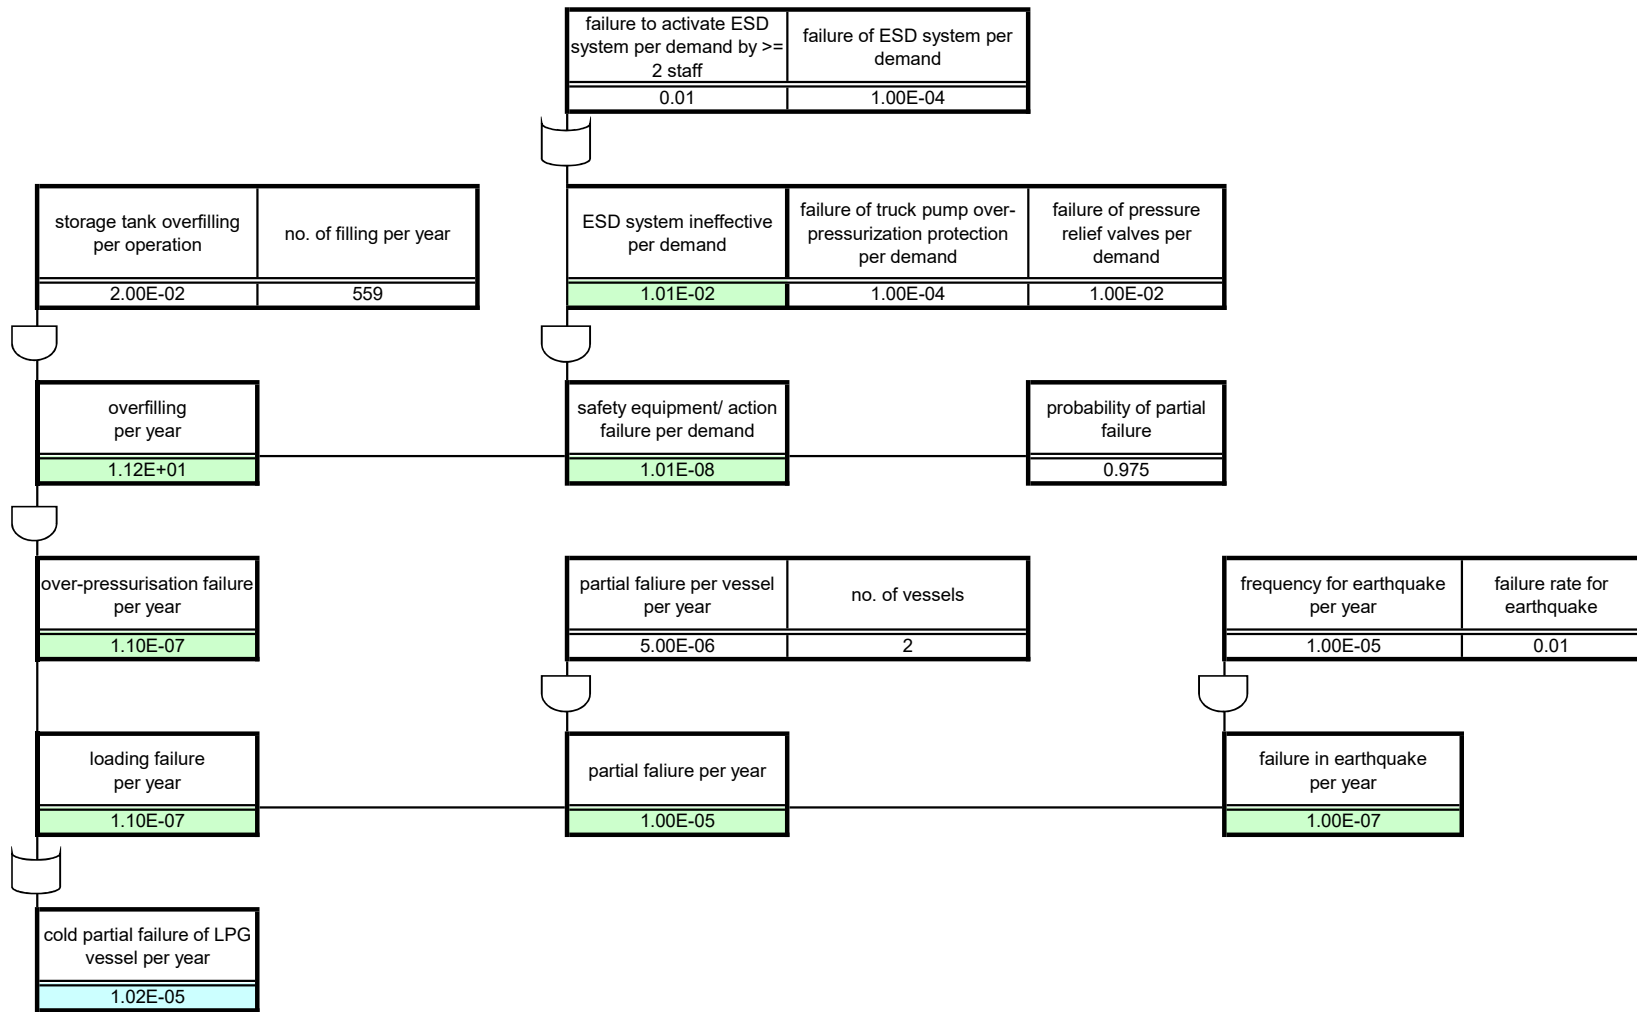 failure to activate ESD
system per demand by >=
2 staff
failure of ESD system per
demand
0.01
1.00E-04
storage tank overfilling
per operation
no. of filling per year
2.00E-02
559
ESD system ineffective
per demand
failure of truck pump over-
pressurization protection
per demand
failure of pressure
relief valves per
demand
1.01E-02
1.00E-04
1.00E-02
overfilling
per year
1.12E+01
safety equipment/ action
failure per demand
1.01E-08
probability of partial
failure
0.975
over-pressurisation failure
per year
1.10E-07
partial faliure per vessel
per year
no. of vessels
5.00E-06
2
frequency for earthquake
per year
failure rate for
earthquake
1.00E-05
0.01
loading failure
per year
1.10E-07
partial faliure per year
1.00E-05
failure in earthquake
per year
1.00E-07
cold partial failure of LPG
vessel per year
1.02E-05